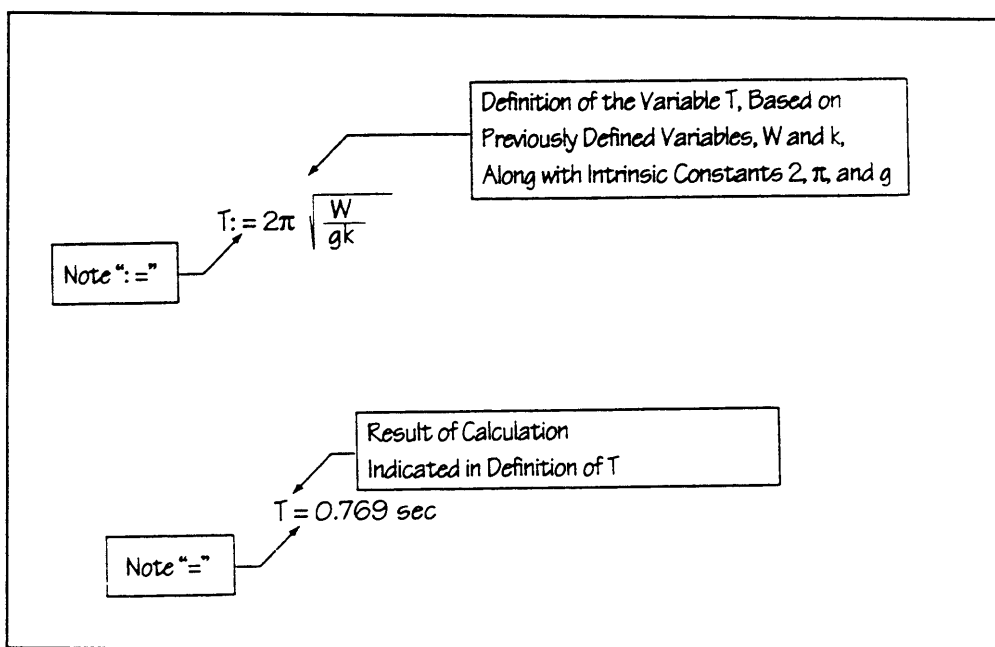 Definition of the Variable T, Based on
Previously Defined Variables, W and k,
Along with Intrinsic Constants 2, π, and g
T: = 2π √(W/gk)
Note ": ="
Result of Calculation
Indicated in Definition of T
T = 0.769 sec
Note "="